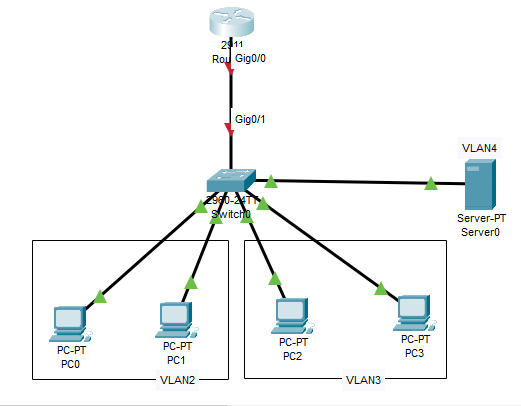 2911
Rou Gig0/0
Gig0/1
VLAN4
2960-24TT
Switch0
Server-PT
Server0
PC-PT
PC0
PC-PT
PC1
PC-PT
PC2
PC-PT
PC3
VLAN2
VLAN3